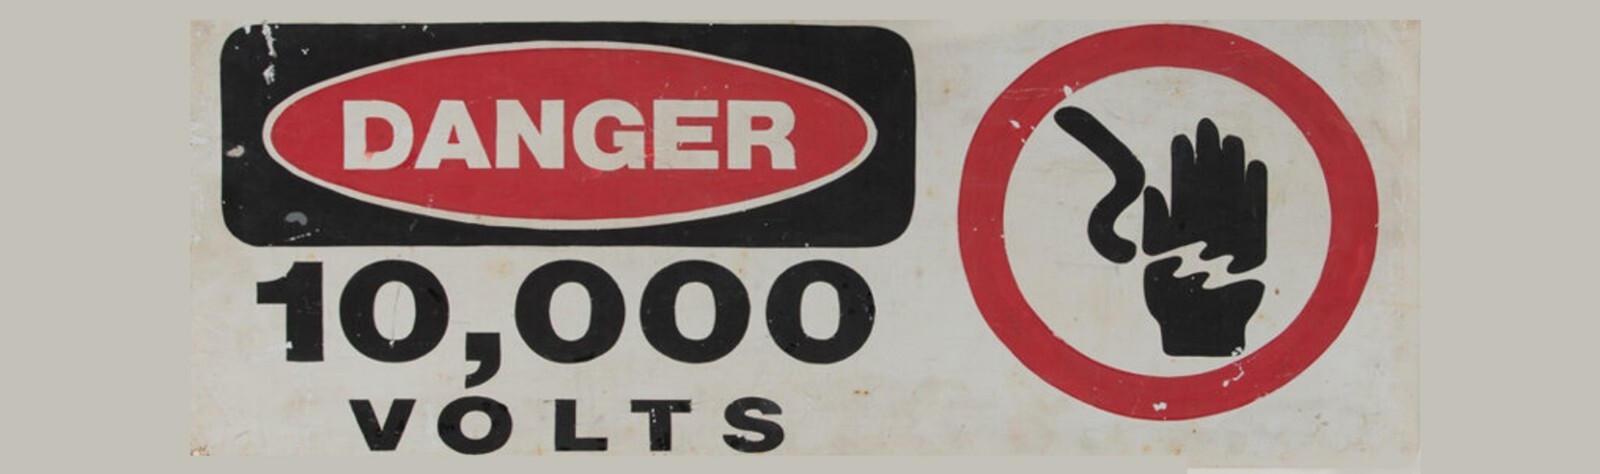 DANGER
10,000
VOLTS